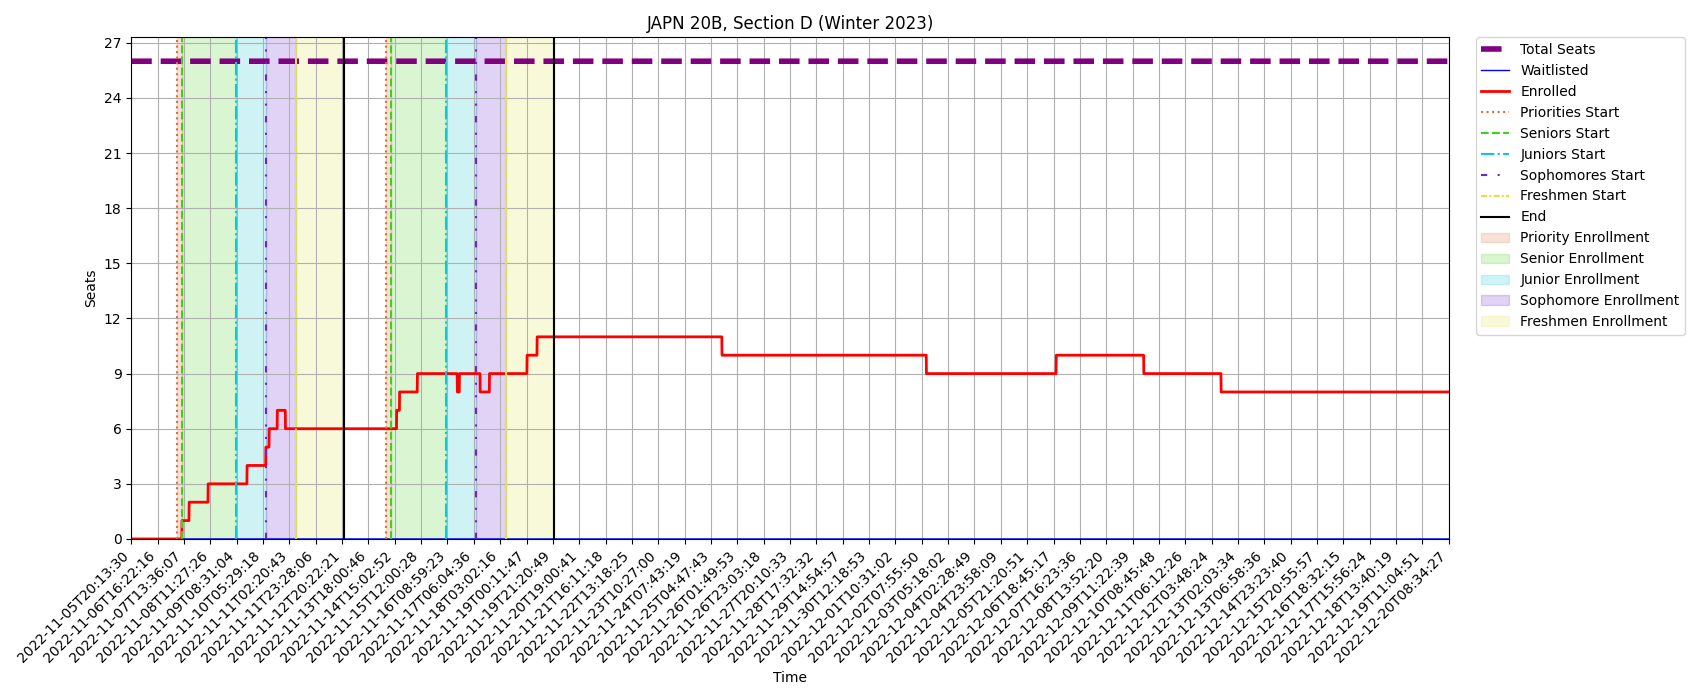 JAPN 20B, Section D (Winter 2023)
27
24
21
18
15
12
9
6
3
0
Seats
2022-11-05T20:13:30
2022-11-06T16:22:16
2022-11-07T13:36:07
2022-11-08T11:27:26
2022-11-09T08:31:04
2022-11-10T05:29:18
2022-11-11T02:20:43
2022-11-11T23:28:06
2022-11-12T20:22:21
2022-11-13T18:00:46
2022-11-14T15:02:52
2022-11-15T12:00:28
2022-11-16T08:59:23
2022-11-17T06:04:30
2022-11-18T03:02:16
2022-11-19T00:11:47
2022-11-19T21:20:49
2022-11-20T19:00:41
2022-11-21T16:11:18
2022-11-22T13:18:25
2022-11-23T10:27:00
2022-11-24T07:43:19
2022-11-25T04:47:43
2022-11-26T01:49:53
2022-11-26T23:03:18
2022-11-27T20:10:33
2022-11-28T17:32:32
2022-11-29T14:54:57
2022-11-30T12:18:53
2022-12-01T10:31:02
2022-12-02T07:55:50
2022-12-03T05:18:02
2022-12-04T02:28:49
2022-12-04T23:58:09
2022-12-05T21:20:51
2022-12-06T18:45:17
2022-12-07T16:23:36
2022-12-08T13:52:20
2022-12-09T11:22:39
2022-12-10T08:45:48
2022-12-11T06:12:26
2022-12-12T03:48:24
2022-12-13T02:03:34
2022-12-13T06:58:36
2022-12-14T23:23:40
2022-12-15T20:55:57
2022-12-16T18:32:15
2022-12-17T15:56:24
2022-12-18T13:40:19
2022-12-19T11:04:51
2022-12-20T08:34:27
Time
Total Seats
Waitlisted
Enrolled
Priorities Start
Seniors Start
Juniors Start
Sophomores Start
Freshmen Start
End
Priority Enrollment
Senior Enrollment
Junior Enrollment
Sophomore Enrollment
Freshmen Enrollment